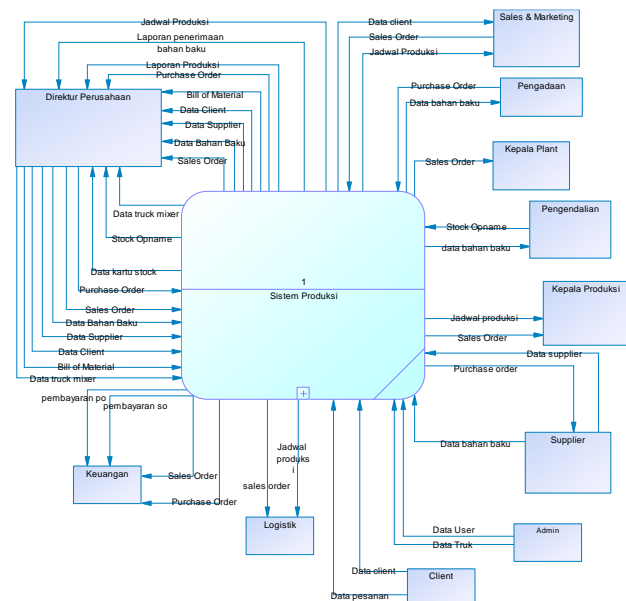 Jadwal Produksi
Laporan penerimaan
bahan baku
Laporan Produksi
Purchase Order
Direktur Perusahaan
Bill of Material
Data Client
Data Supplier
Data Bahan Baku
Sales Order
Data client
Sales Order
Jadwal Produksi
Sales & Marketing
Purchase Order
Data bahan baku
Pengadaan
Sales Order
Kepala Plant
Stock Opname
data bahan baku
Pengendalian
Data truck mixer
Stock Opname
Data kartu stock
Purchase Order
Sales Order
Data Bahan Baku
Data Supplier
Data Client
Bill of Material
Data truck mixer
1
Sistem Produksi
Jadwal produksi
Sales Order
Kepala Produksi
Data supplier
Purchase order
Data bahan baku
Supplier
pembayaran po
pembayaran so
Sales Order
Purchase Order
Keuangan
Jadwal
produks
i
sales order
Logistik
Data User
Data Truk
Admin
Data client
Data pesanan
Client